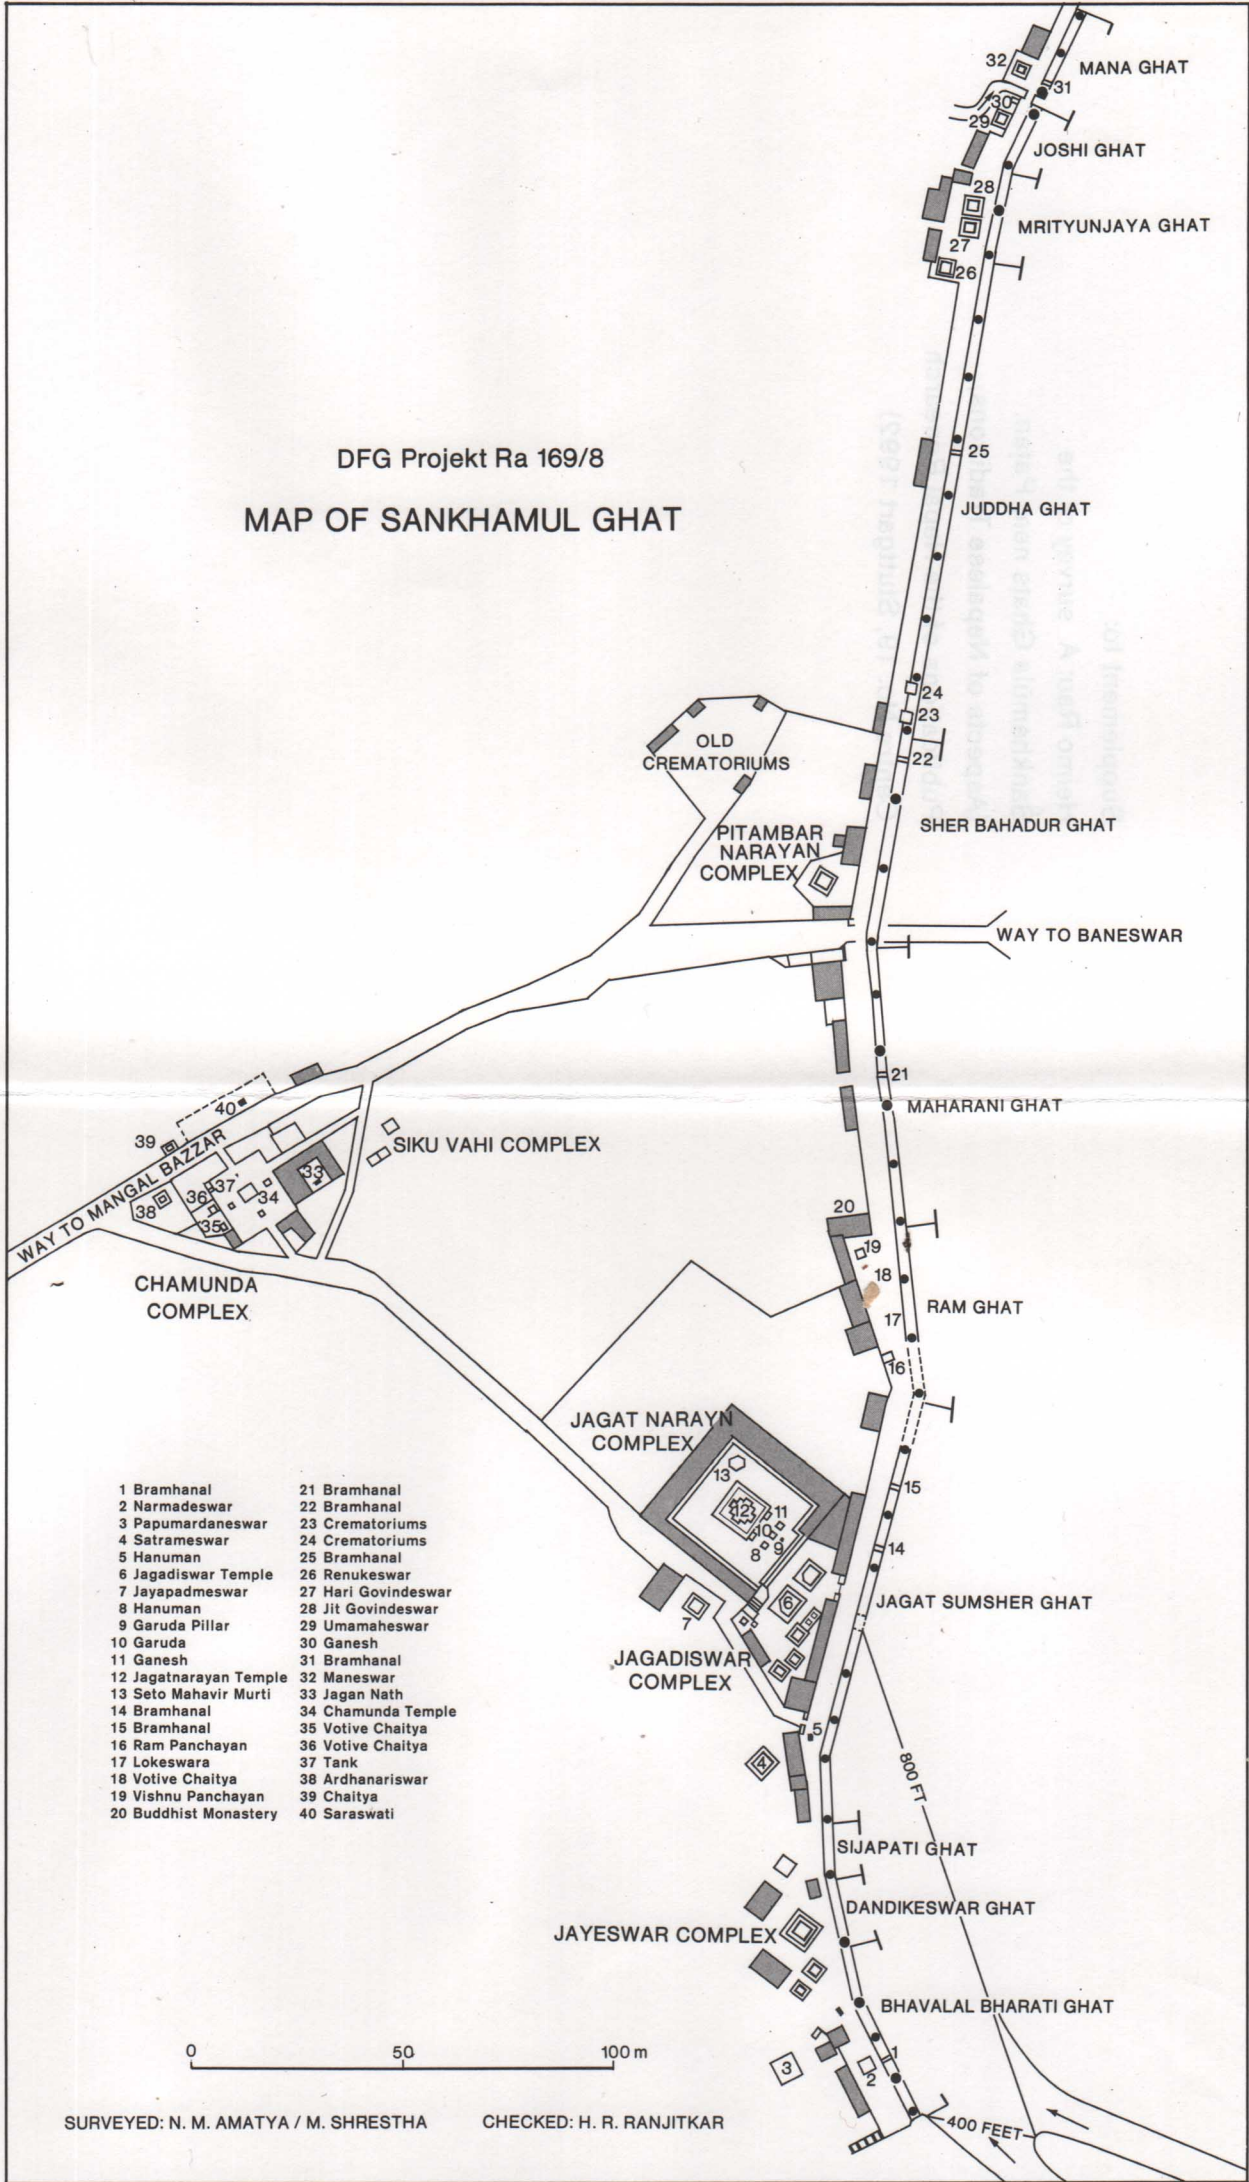 32
MANA GHAT
31
30
29
JOSHI GHAT
28
MRITYUNJAYA GHAT
27
26
DFG Projekt Ra 169/8
MAP OF SANKHAMUL GHAT
25
JUDDHA GHAT
24
23
22
OLD
CREMATORIUMS
SHER BAHADUR GHAT
PITAMBAR
NARAYAN
COMPLEX
WAY TO BANESWAR
21
MAHARANI GHAT
40
39
SIKU VAHI COMPLEX
WAY TO MANGAL BAZZAR
33
37
36
34
38
35
CHAMUNDA
COMPLEX
20
19
18
RAM GHAT
17
16
JAGAT NARAYN
COMPLEX
13
12
11
10
9
8
15
14
JAGAT SUMSHER GHAT
6
7
JAGADISWAR
COMPLEX
5
4
800 FT
SIJAPATI GHAT
DANDIKESWAR GHAT
JAYESWAR COMPLEX
BHAVALAL BHARATI GHAT
1
2
3
400 FEET
1 Bramhanal
2 Narmadeswar
3 Papumardaneswar
4 Satrameswar
5 Hanuman
6 Jagadiswar Temple
7 Jayapadmeswar
8 Hanuman
9 Garuda Pillar
10 Garuda
11 Ganesh
12 Jagatnarayan Temple
13 Seto Mahavir Murti
14 Bramhanal
15 Bramhanal
16 Ram Panchayan
17 Lokeswara
18 Votive Chaitya
19 Vishnu Panchayan
20 Buddhist Monastery
21 Bramhanal
22 Bramhanal
23 Crematoriums
24 Crematoriums
25 Bramhanal
26 Renukeswar
27 Hari Govindeswar
28 Jit Govindeswar
29 Umamaheswar
30 Ganesh
31 Bramhanal
32 Maneswar
33 Jagan Nath
34 Chamunda Temple
35 Votive Chaitya
36 Votive Chaitya
37 Tank
38 Ardhanariswar
39 Chaitya
40 Saraswati
0 50 100 m
SURVEYED: N. M. AMATYA / M. SHRESTHA CHECKED: H. R. RANJITKAR